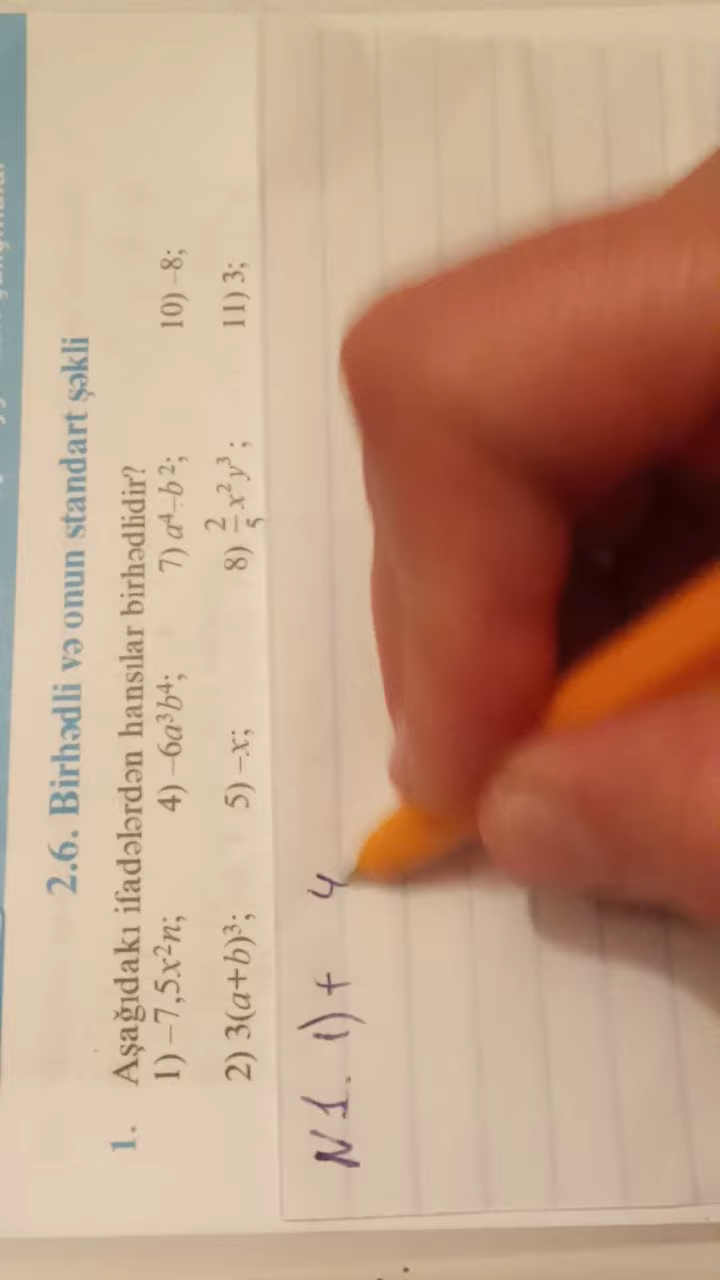 2.6. Birhədli və onun standart şəkli
1. Aşağıdakı ifadələrdən hansılar birhədlidir?
1) –7,5x²n; 4) –6a³b⁴; 7) a⁴–b²; 10) –8;
2) 3(a+b)³; 5) –x; 8) 2/5 x²y³; 11) 3;
N1. 1) + 4